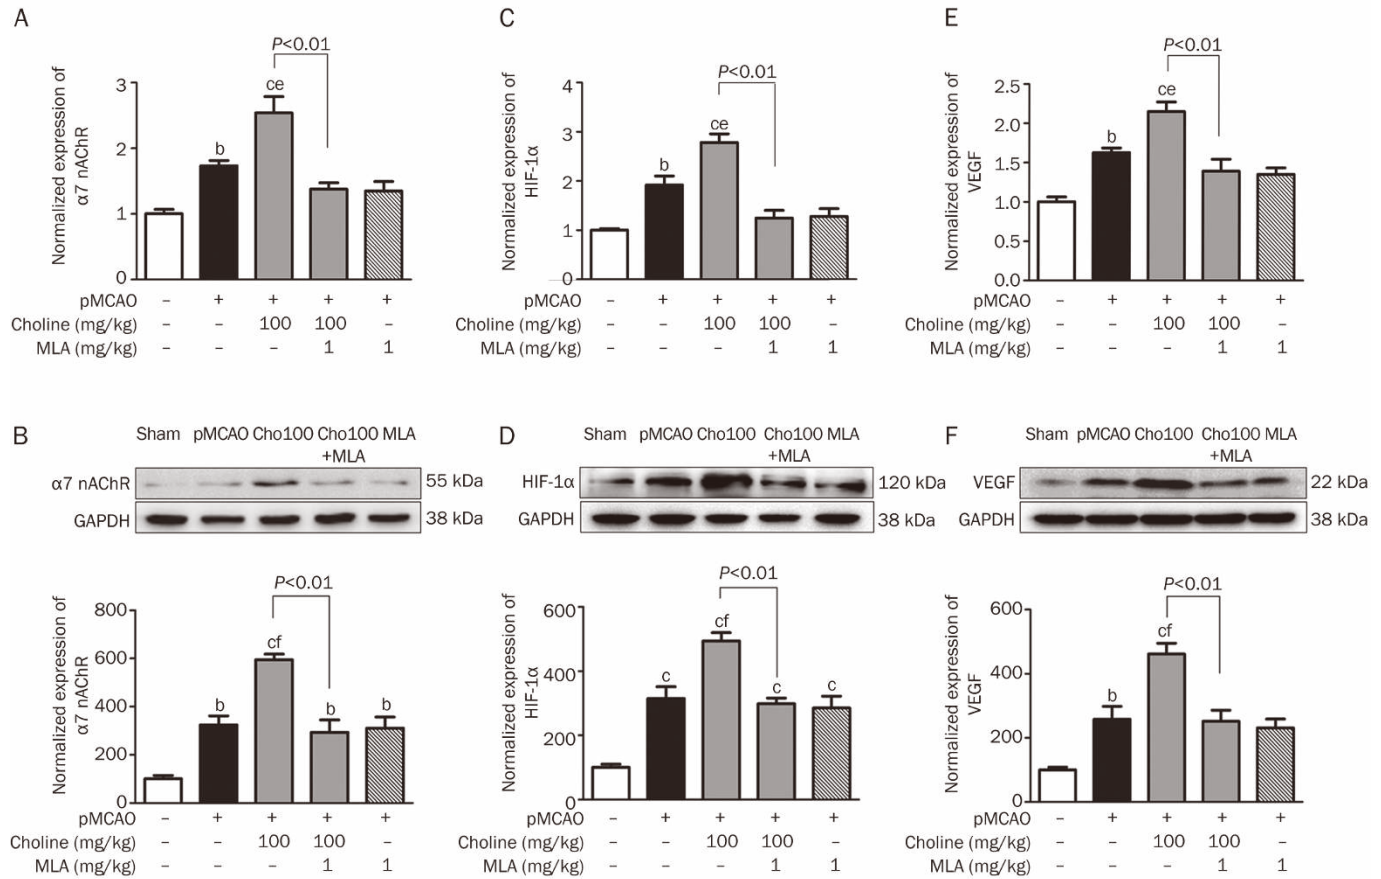 A
P<0.01
Normalized expression of
α7 nAChR
3
2
1
0
b
ce
pMCAO – + + + +
Choline (mg/kg) – – 100 100 –
MLA (mg/kg) – – – 1 1
C
P<0.01
Normalized expression of
HIF-1α
4
3
2
1
0
b
ce
– + + + +
– – 100 100 –
– – – 1 1
E
P<0.01
Normalized expression of
VEGF
2.5
2.0
1.5
1.0
0.5
0.0
b
ce
pMCAO – + + + +
Choline (mg/kg) – – 100 100 –
MLA (mg/kg) – – – 1 1
B
Sham pMCAO Cho100 Cho100 MLA
+MLA
α7 nAChR 55 kDa
GAPDH 38 kDa
P<0.01
Normalized expression of
α7 nAChR
800
600
400
200
0
b
cf
b
b
pMCAO – + + + +
Choline (mg/kg) – – 100 100 –
MLA (mg/kg) – – – 1 1
D
Sham pMCAO Cho100 Cho100 MLA
+MLA
HIF-1α 120 kDa
GAPDH 38 kDa
P<0.01
Normalized expression of
HIF-1α
600
400
200
0
c
cf
c
c
pMCAO – + + + +
Choline (mg/kg) – – 100 100 –
MLA (mg/kg) – – – 1 1
F
Sham pMCAO Cho100 Cho100 MLA
+MLA
VEGF 22 kDa
GAPDH 38 kDa
P<0.01
Normalized expression of
VEGF
600
400
200
0
b
cf
pMCAO – + + + +
Choline (mg/kg) – – 100 100 –
MLA (mg/kg) – – – 1 1